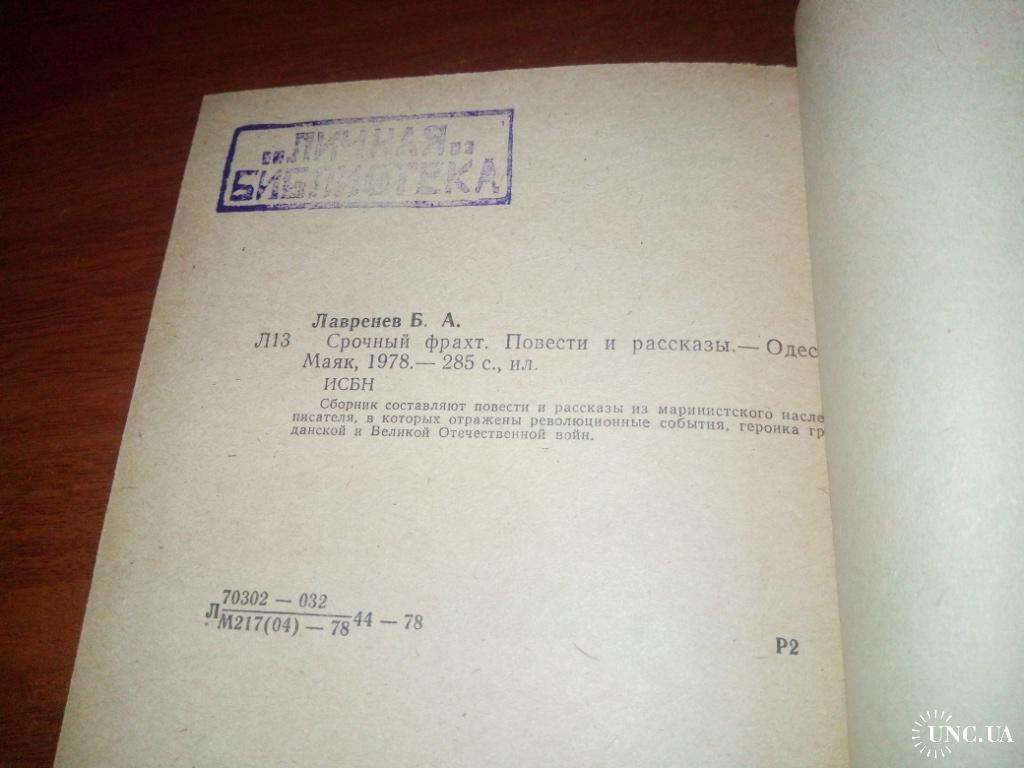 „ЛИЧНАЯ„
БИБЛИОТЕКА
Лавренев Б. А.
Л13 Срочный фрахт. Повести и рассказы.— Одес
Маяк, 1978.— 285 с., ил.
ИСБН
Сборник составляют повести и рассказы из маринистского насле
писателя, в которых отражены революционные события, героика гр
данской и Великой Отечественной войн.
70302 — 032
Л М217(04) — 78 44 — 78
Р2
UNC.UA